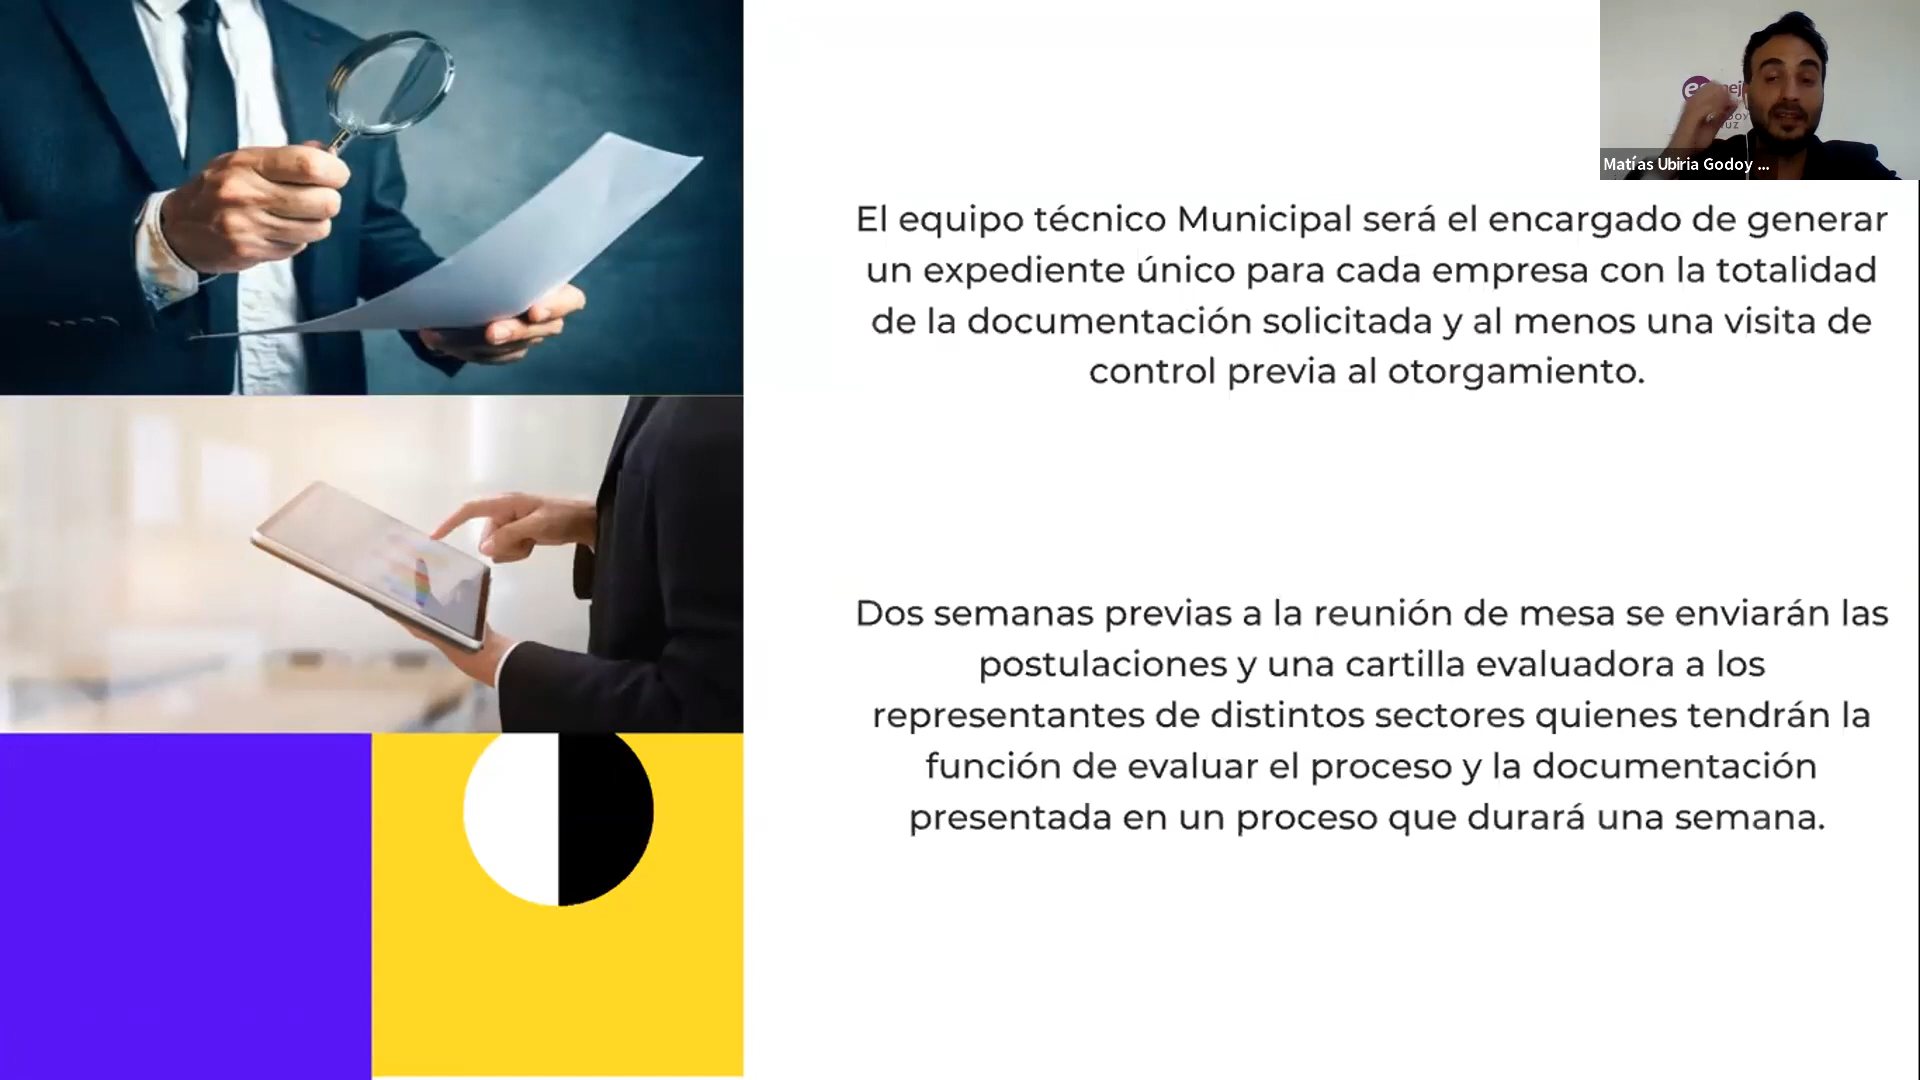 El equipo técnico Municipal será el encargado de generar
un expediente único para cada empresa con la totalidad
de la documentación solicitada y al menos una visita de
control previa al otorgamiento.
Dos semanas previas a la reunión de mesa se enviarán las
postulaciones y una cartilla evaluadora a los
representantes de distintos sectores quienes tendrán la
función de evaluar el proceso y la documentación
presentada en un proceso que durará una semana.
Matías Ubiria Godoy ...